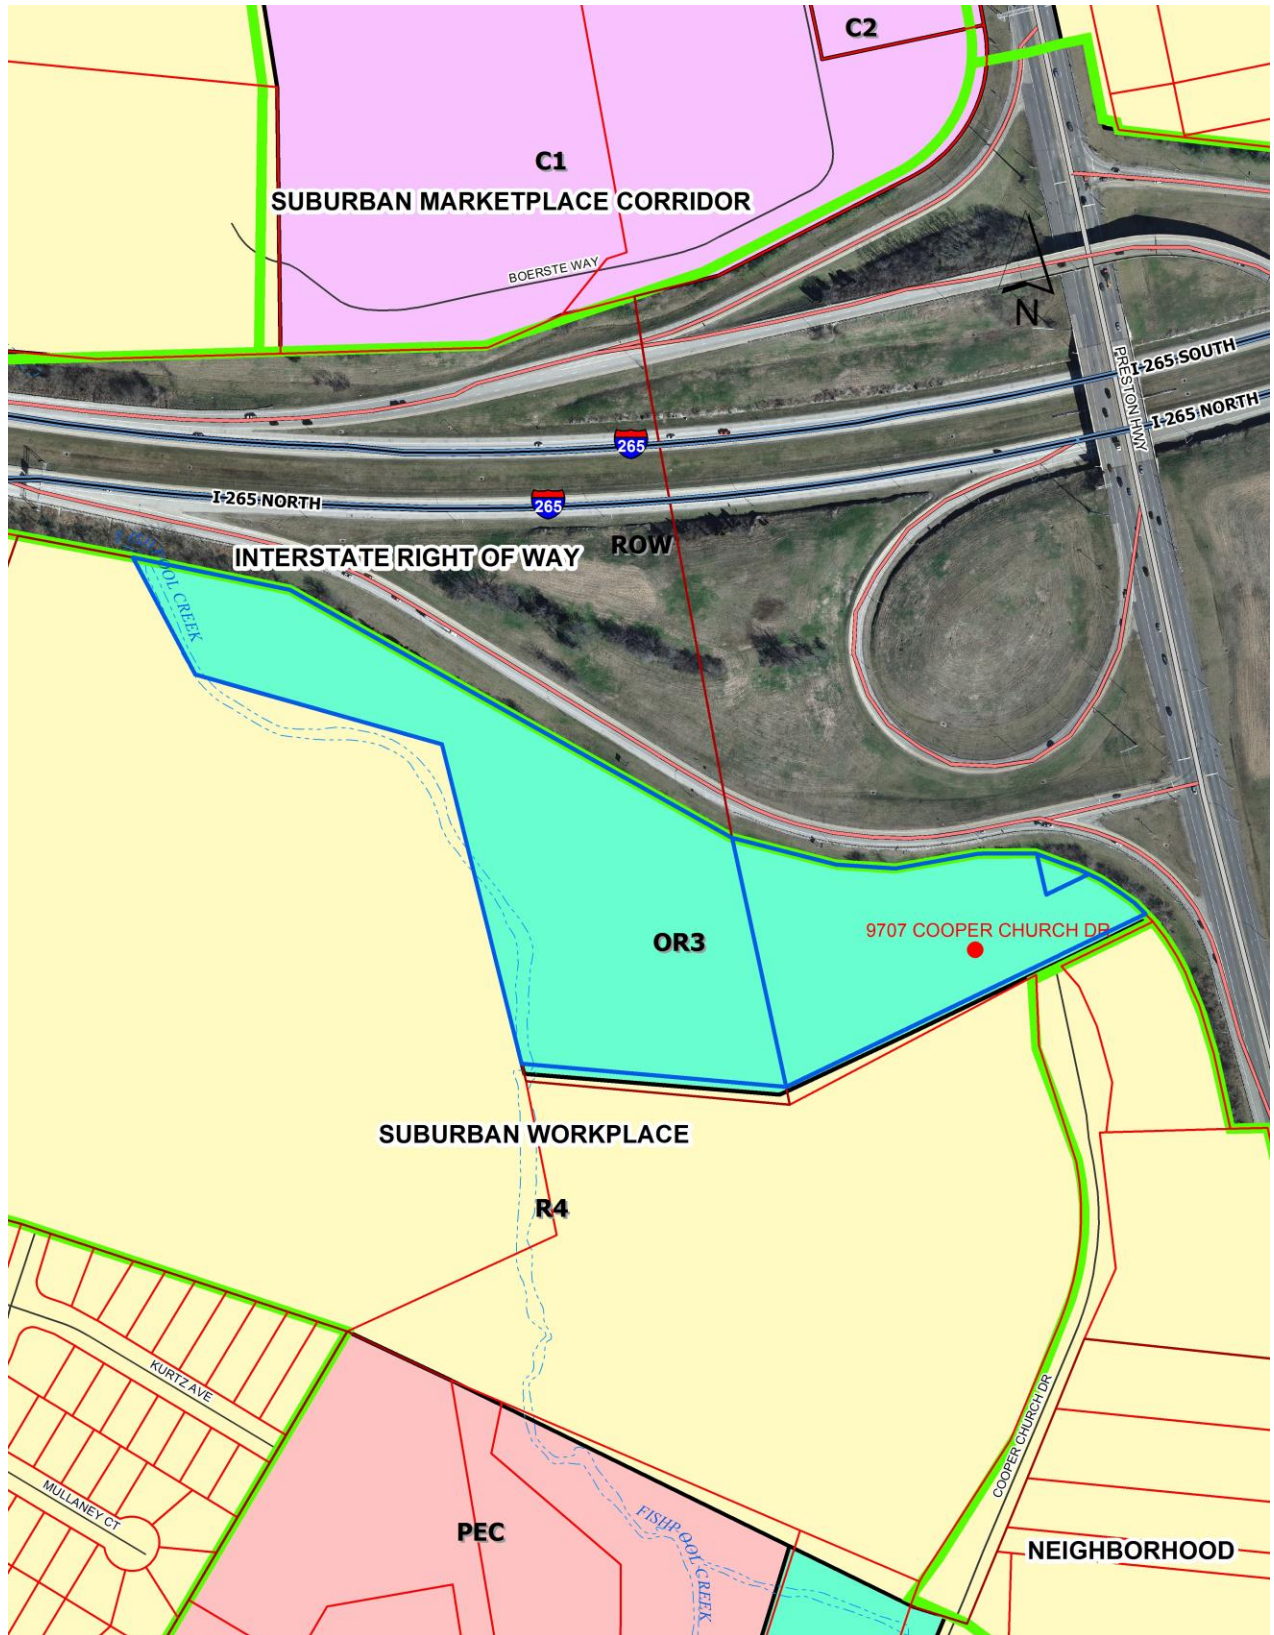 C2
C1
SUBURBAN MARKETPLACE CORRIDOR
BOERSTE WAY
N
PRESTON HWY
I 265 SOUTH
I 265 NORTH
265
265
I 265 NORTH
ROW
INTERSTATE RIGHT OF WAY
FISHPOOL CREEK
9707 COOPER CHURCH DR
OR3
SUBURBAN WORKPLACE
R4
KURTZ AVE
COOPER CHURCH DR
MULLANEY CT
PEC
FISHPOOL CREEK
NEIGHBORHOOD